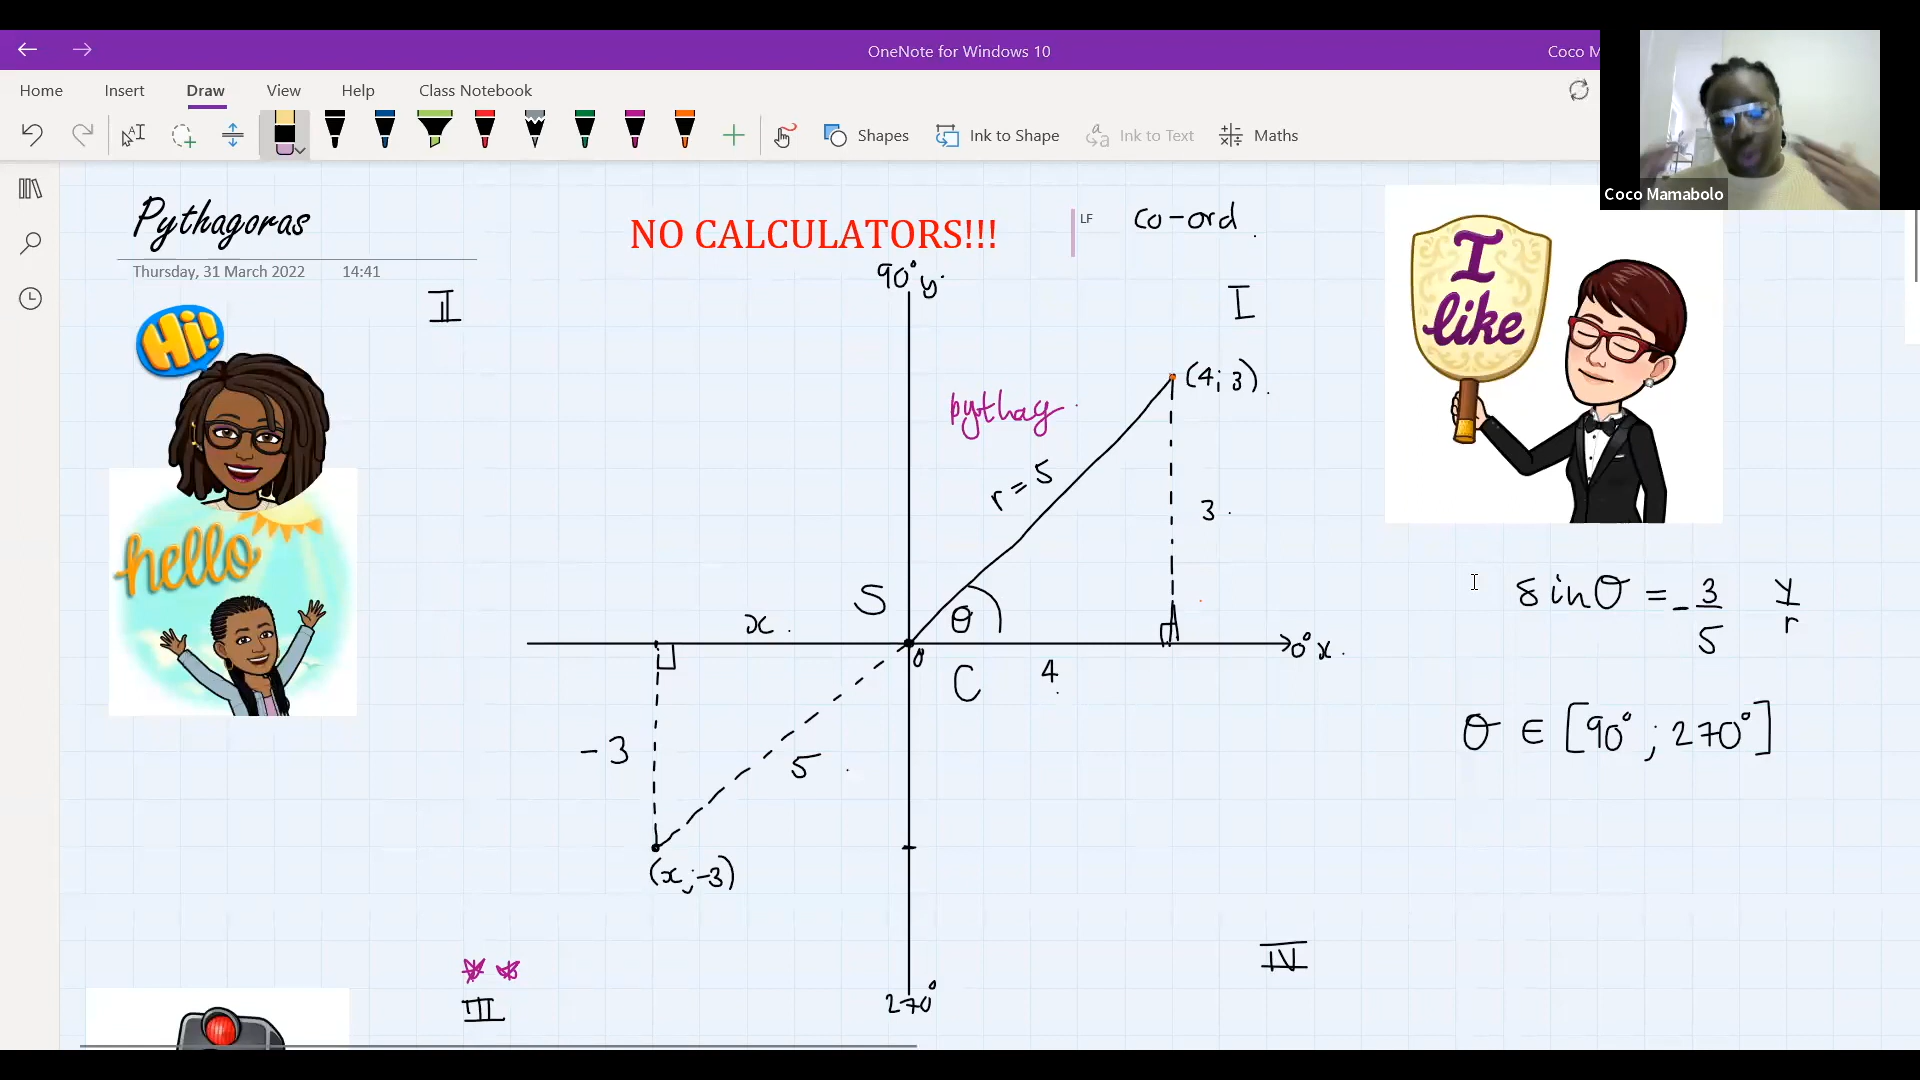 OneNote for Windows 10
Coco M
Home Insert Draw View Help Class Notebook
Shapes Ink to Shape Ink to Text Maths
Coco Mamabolo
Pythagoras
Thursday, 31 March 2022 14:41
NO CALCULATORS!!!
LF
co-ord
90° y
II
I
Hi!
I like
(4; 3)
pythag
r = 5
3
hello
S
θ
x
0° x
0
C
4
sinθ = -3/5 y/r
θ ∈ [90°; 270°]
-3
5
(x; -3)
III
IV
270°